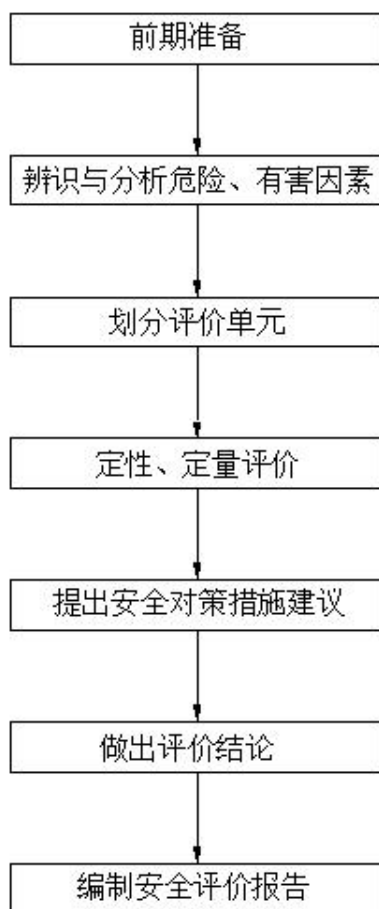 前期准备
辨识与分析危险、有害因素
划分评价单元
定性、定量评价
提出安全对策措施建议
做出评价结论
编制安全评价报告